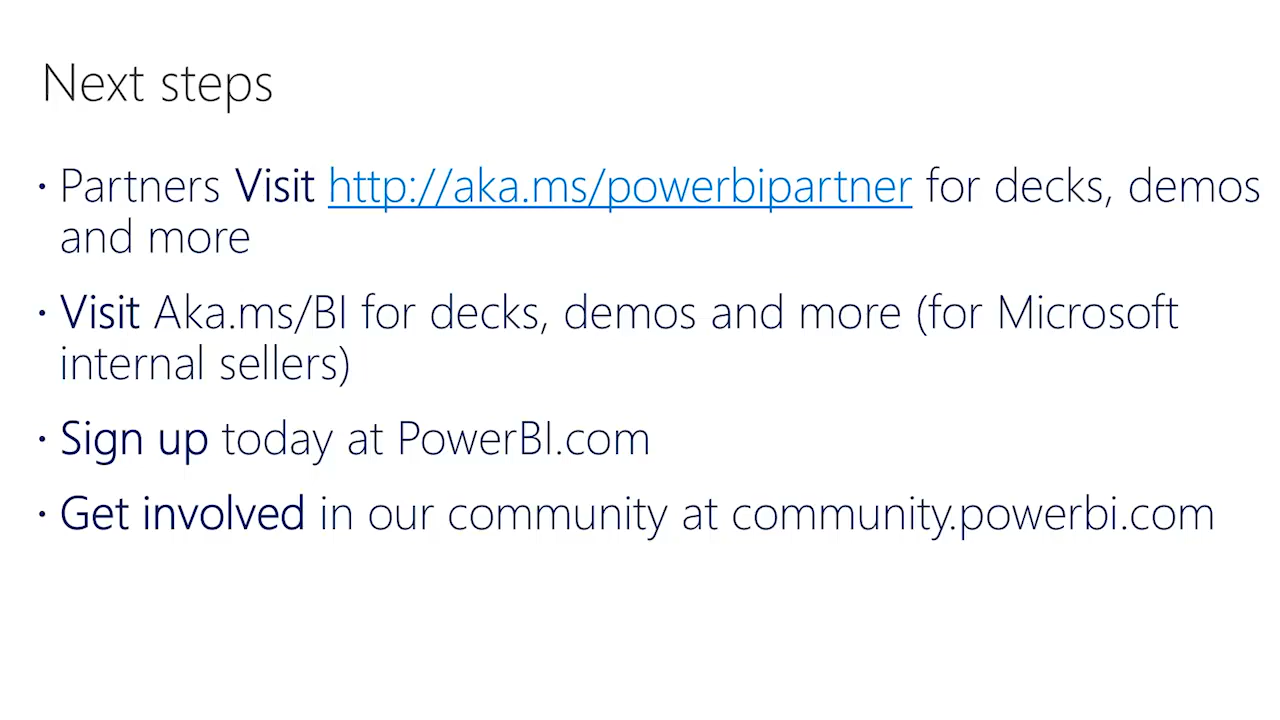 Next steps
· Partners Visit http://aka.ms/powerbipartner for decks, demos
and more
· Visit Aka.ms/BI for decks, demos and more (for Microsoft
internal sellers)
· Sign up today at PowerBI.com
· Get involved in our community at community.powerbi.com